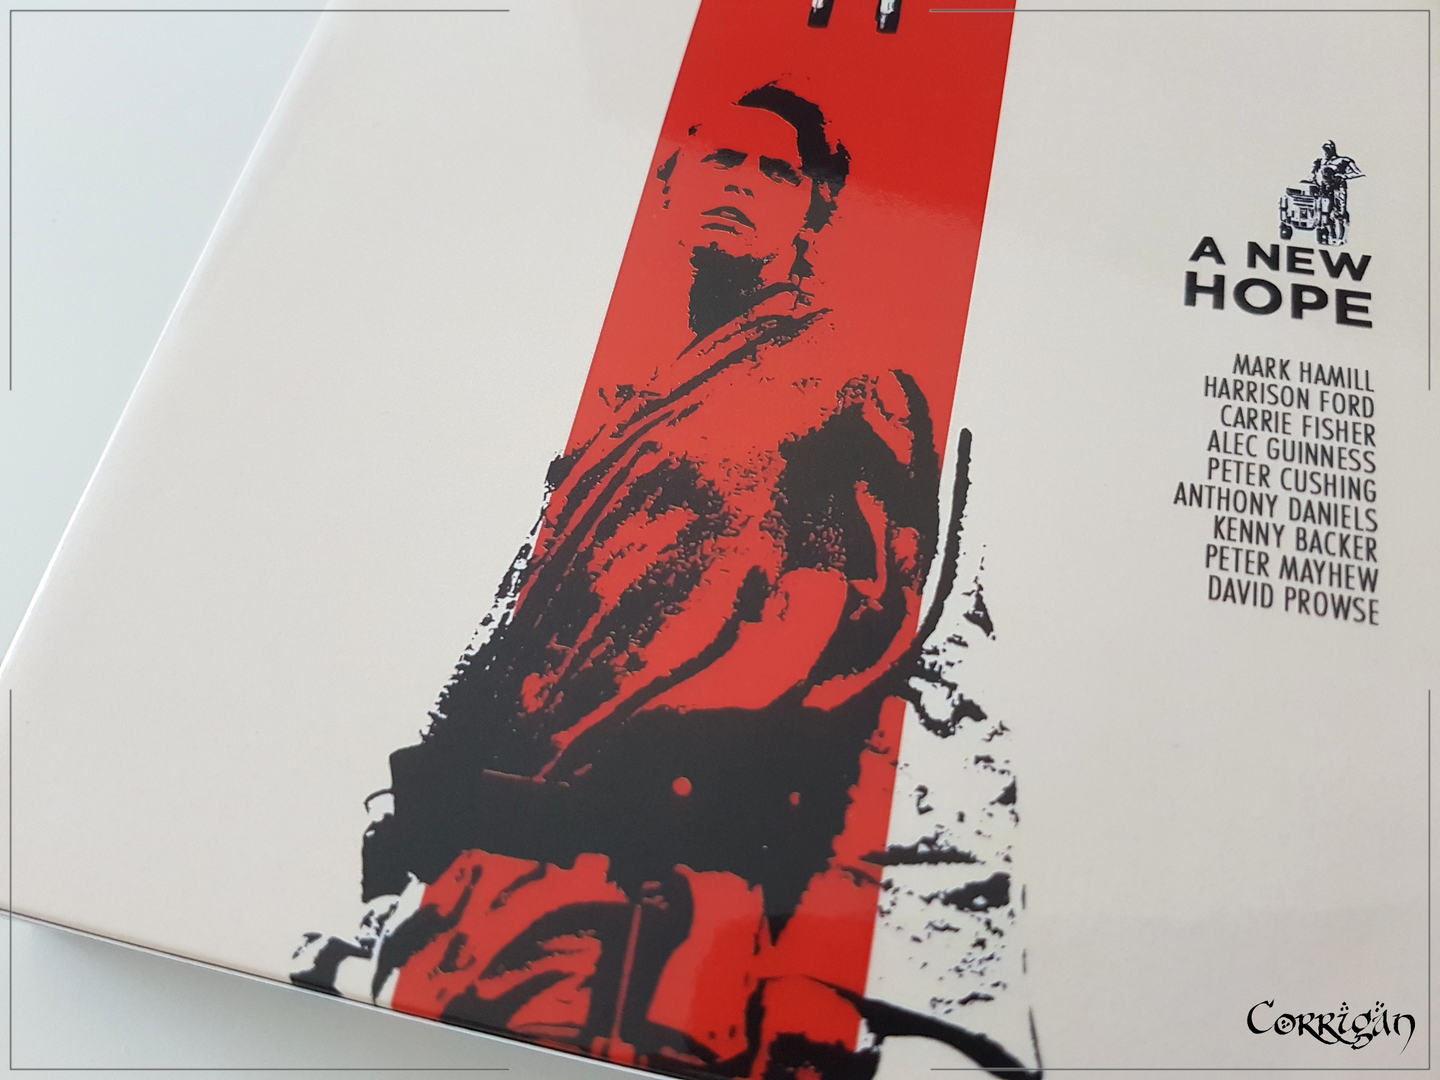 A NEW
HOPE
MARK HAMILL
HARRISON FORD
CARRIE FISHER
ALEC GUINNESS
PETER CUSHING
ANTHONY DANIELS
KENNY BACKER
PETER MAYHEW
DAVID PROWSE
Corrigan